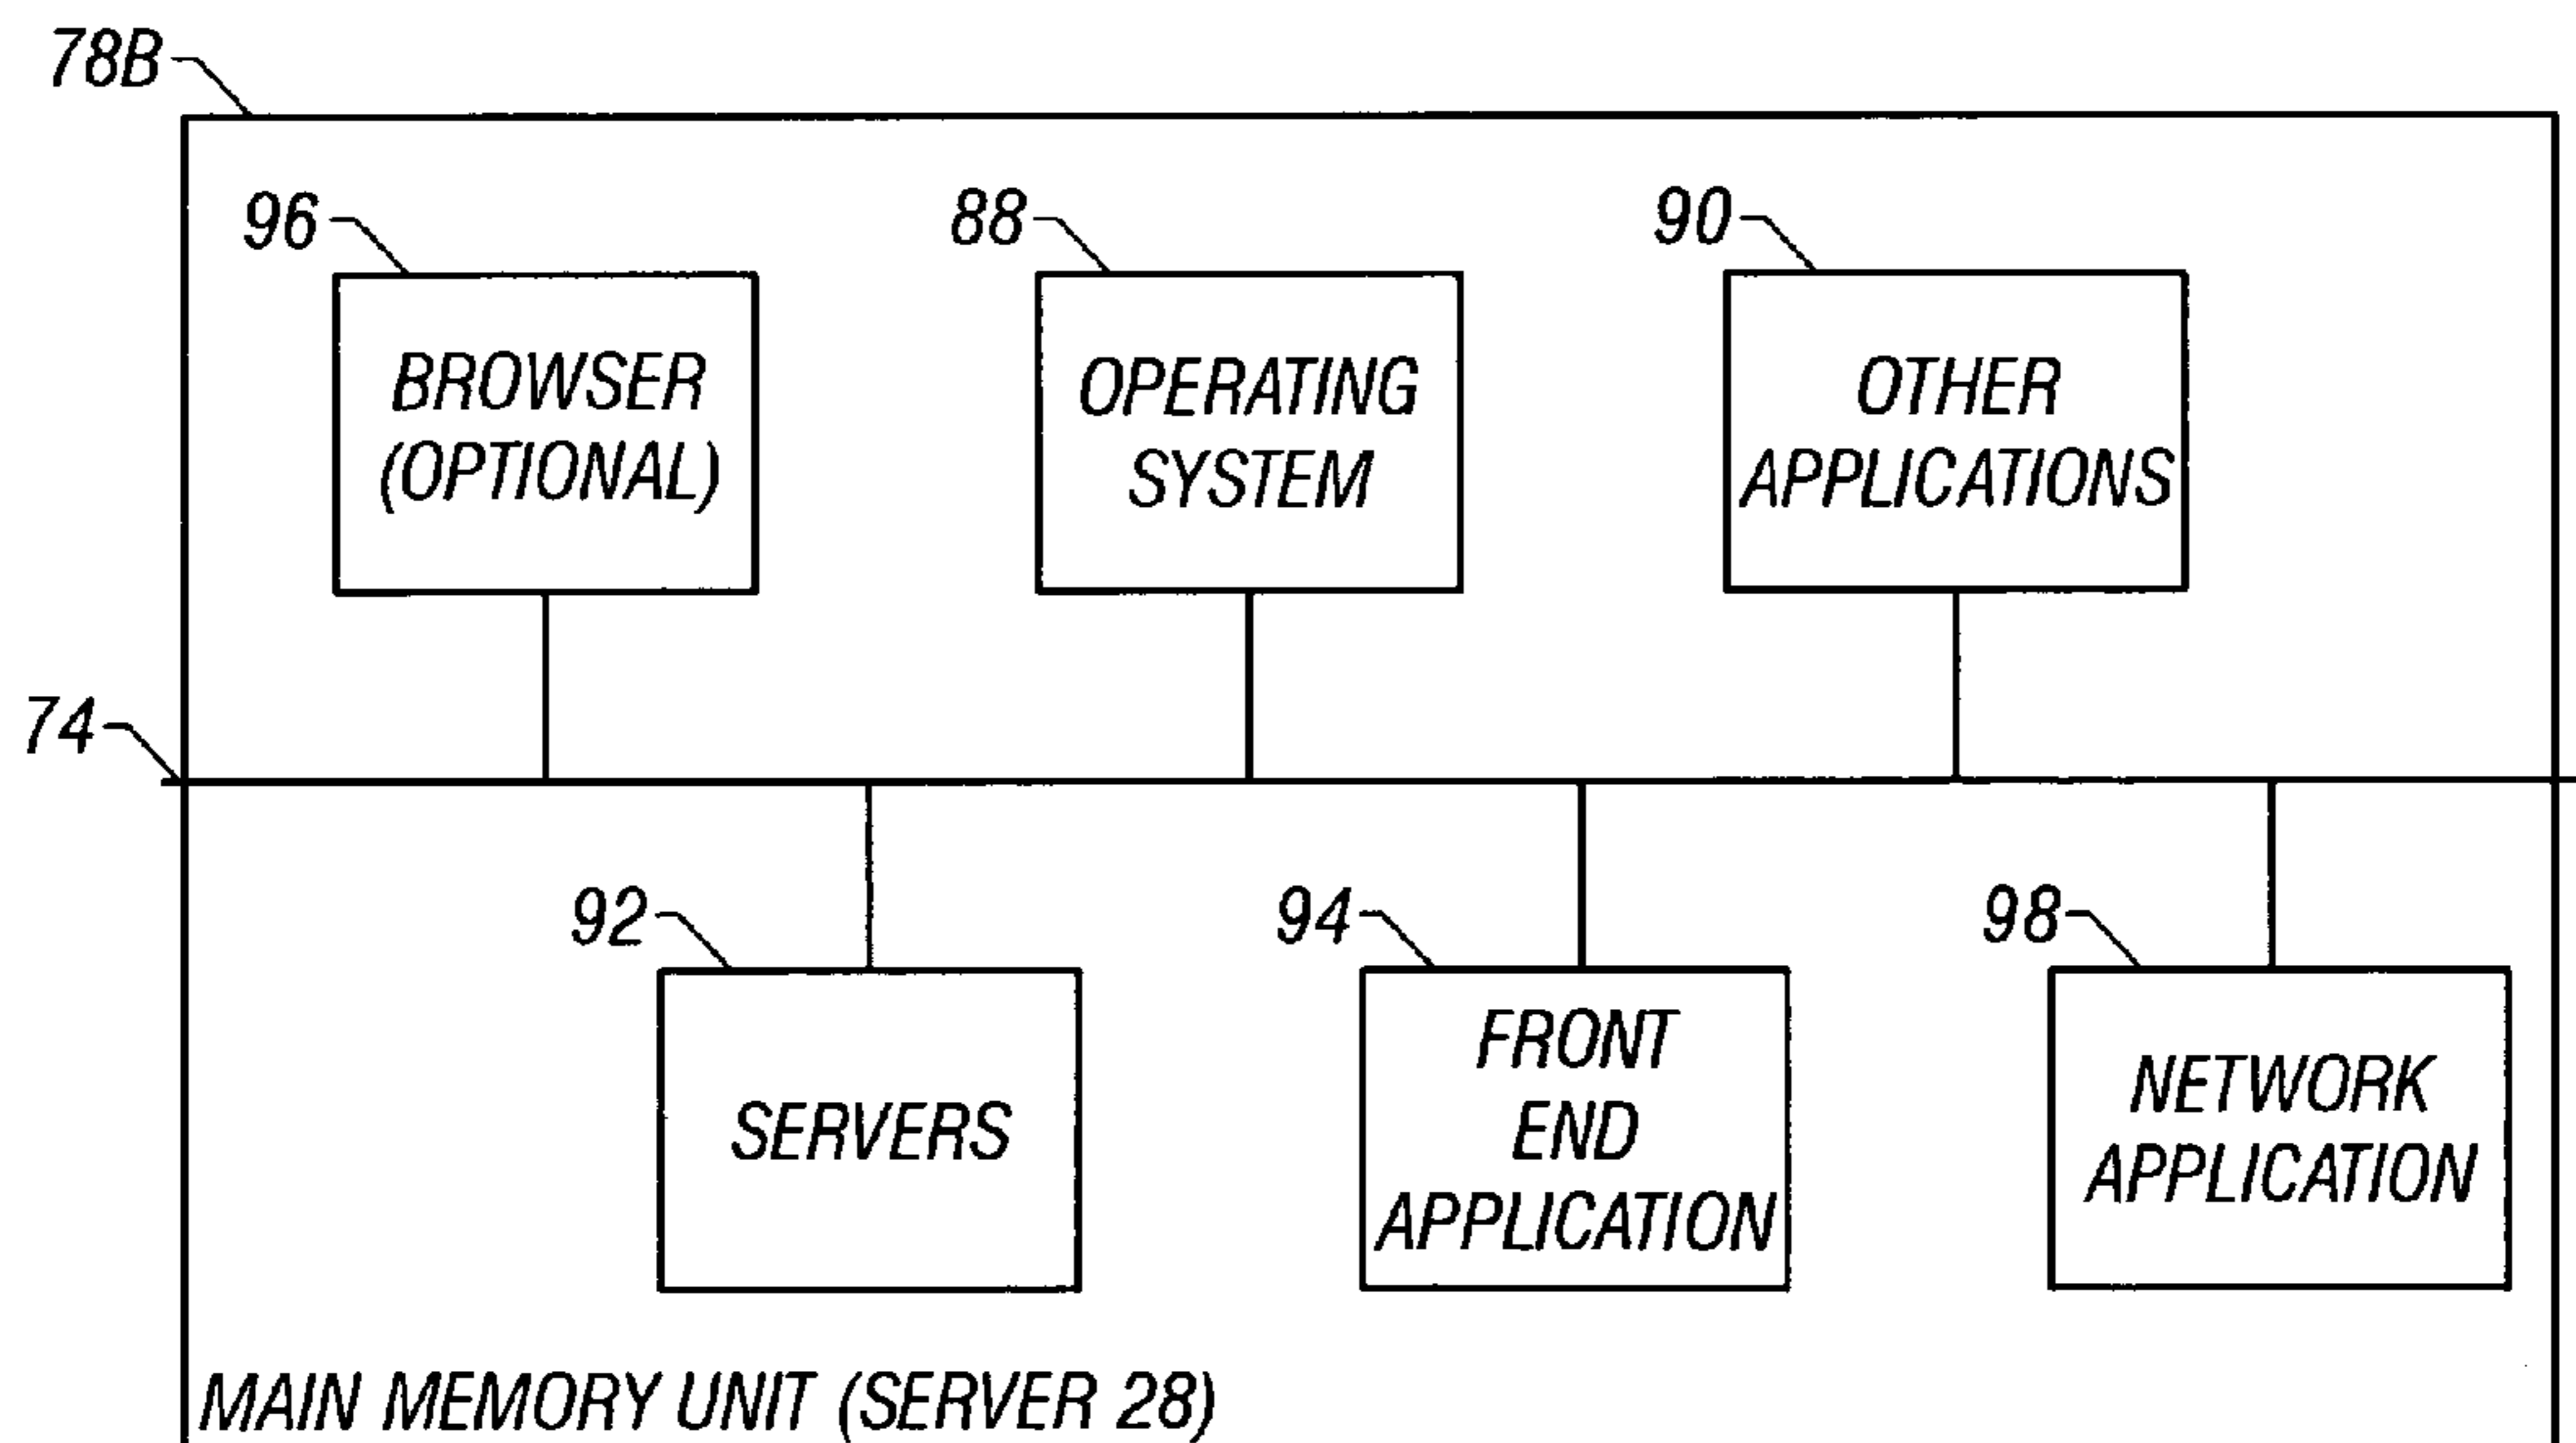 78B
96
88
90
BROWSER
(OPTIONAL)
OPERATING
SYSTEM
OTHER
APPLICATIONS
74
92
94
98
SERVERS
FRONT
END
APPLICATION
NETWORK
APPLICATION
MAIN MEMORY UNIT (SERVER 28)